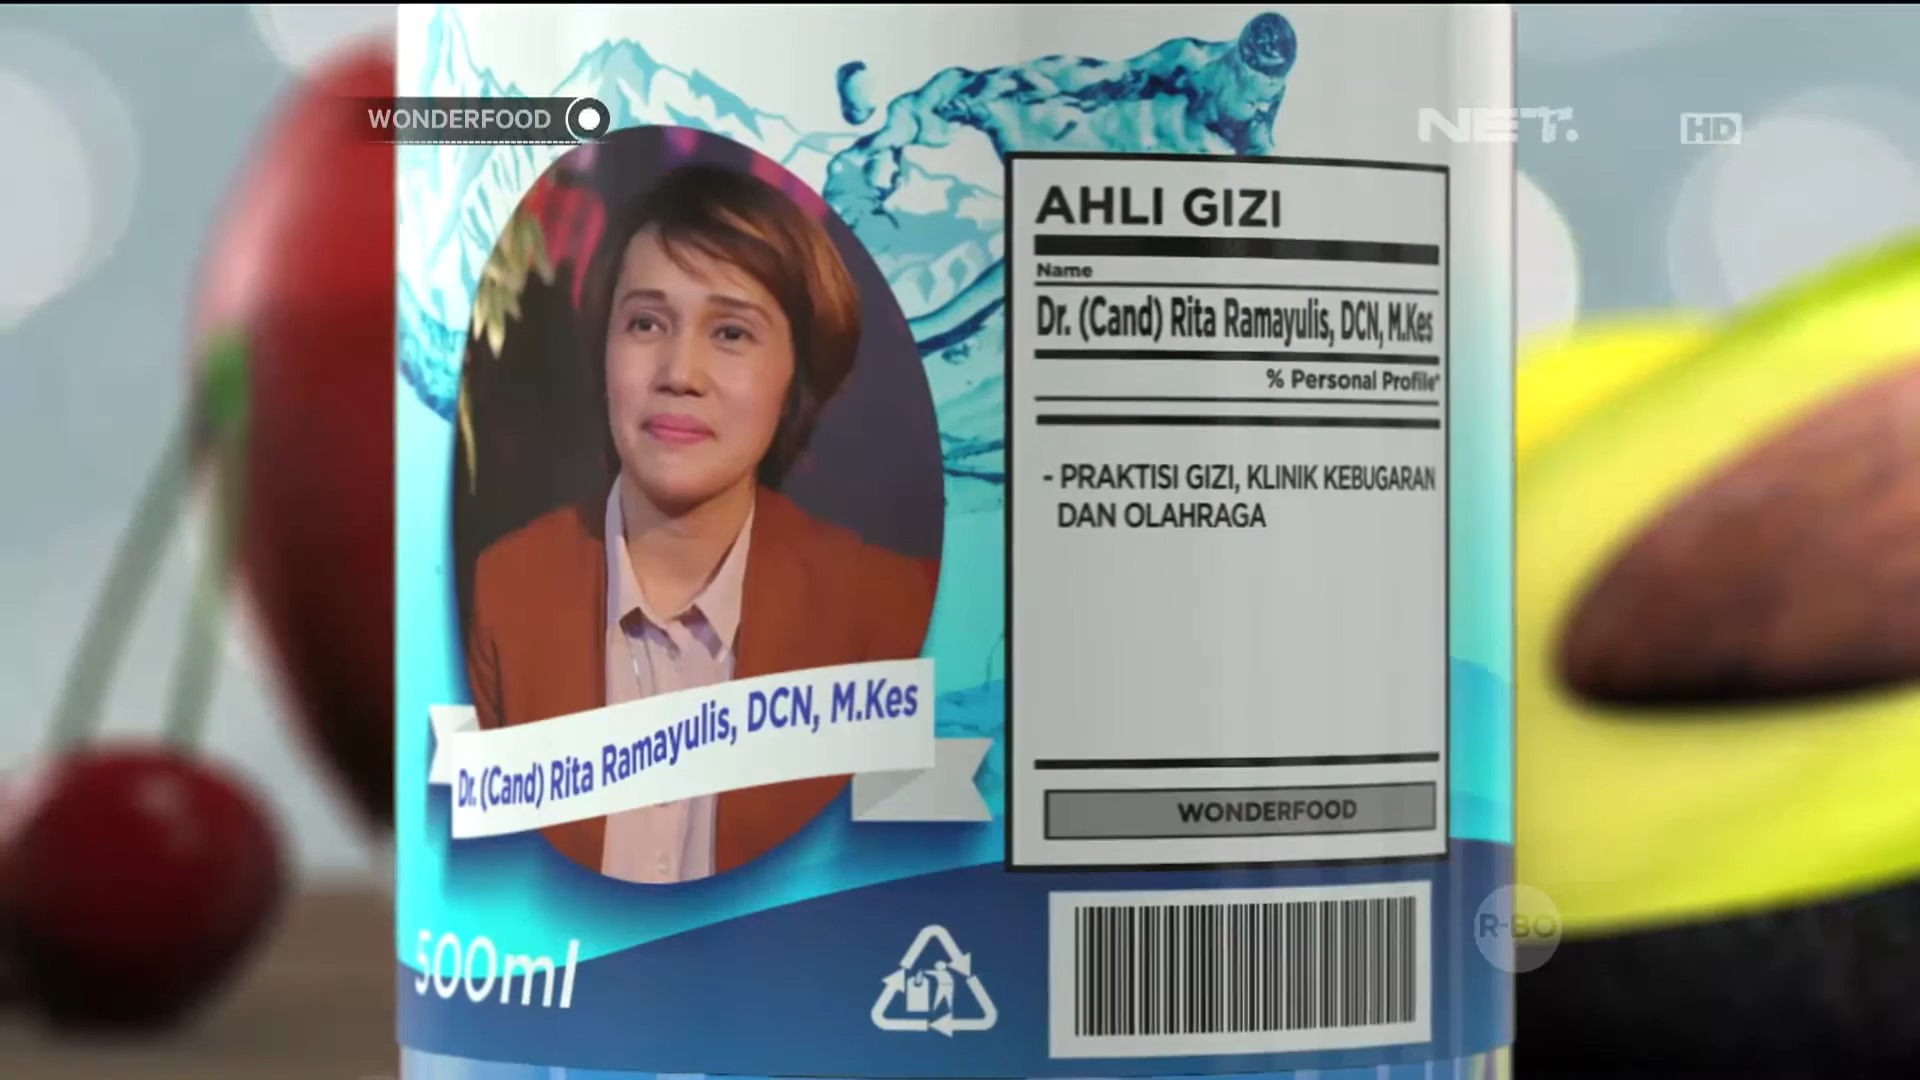 WONDERFOOD
NET.
HD
AHLI GIZI
Name
Dr. (Cand) Rita Ramayulis, DCN, M.Kes
% Personal Profile*
- PRAKTISI GIZI, KLINIK KEBUGARAN
DAN OLAHRAGA
Dr. (Cand) Rita Ramayulis, DCN, M.Kes
WONDERFOOD
R-BO
500ml